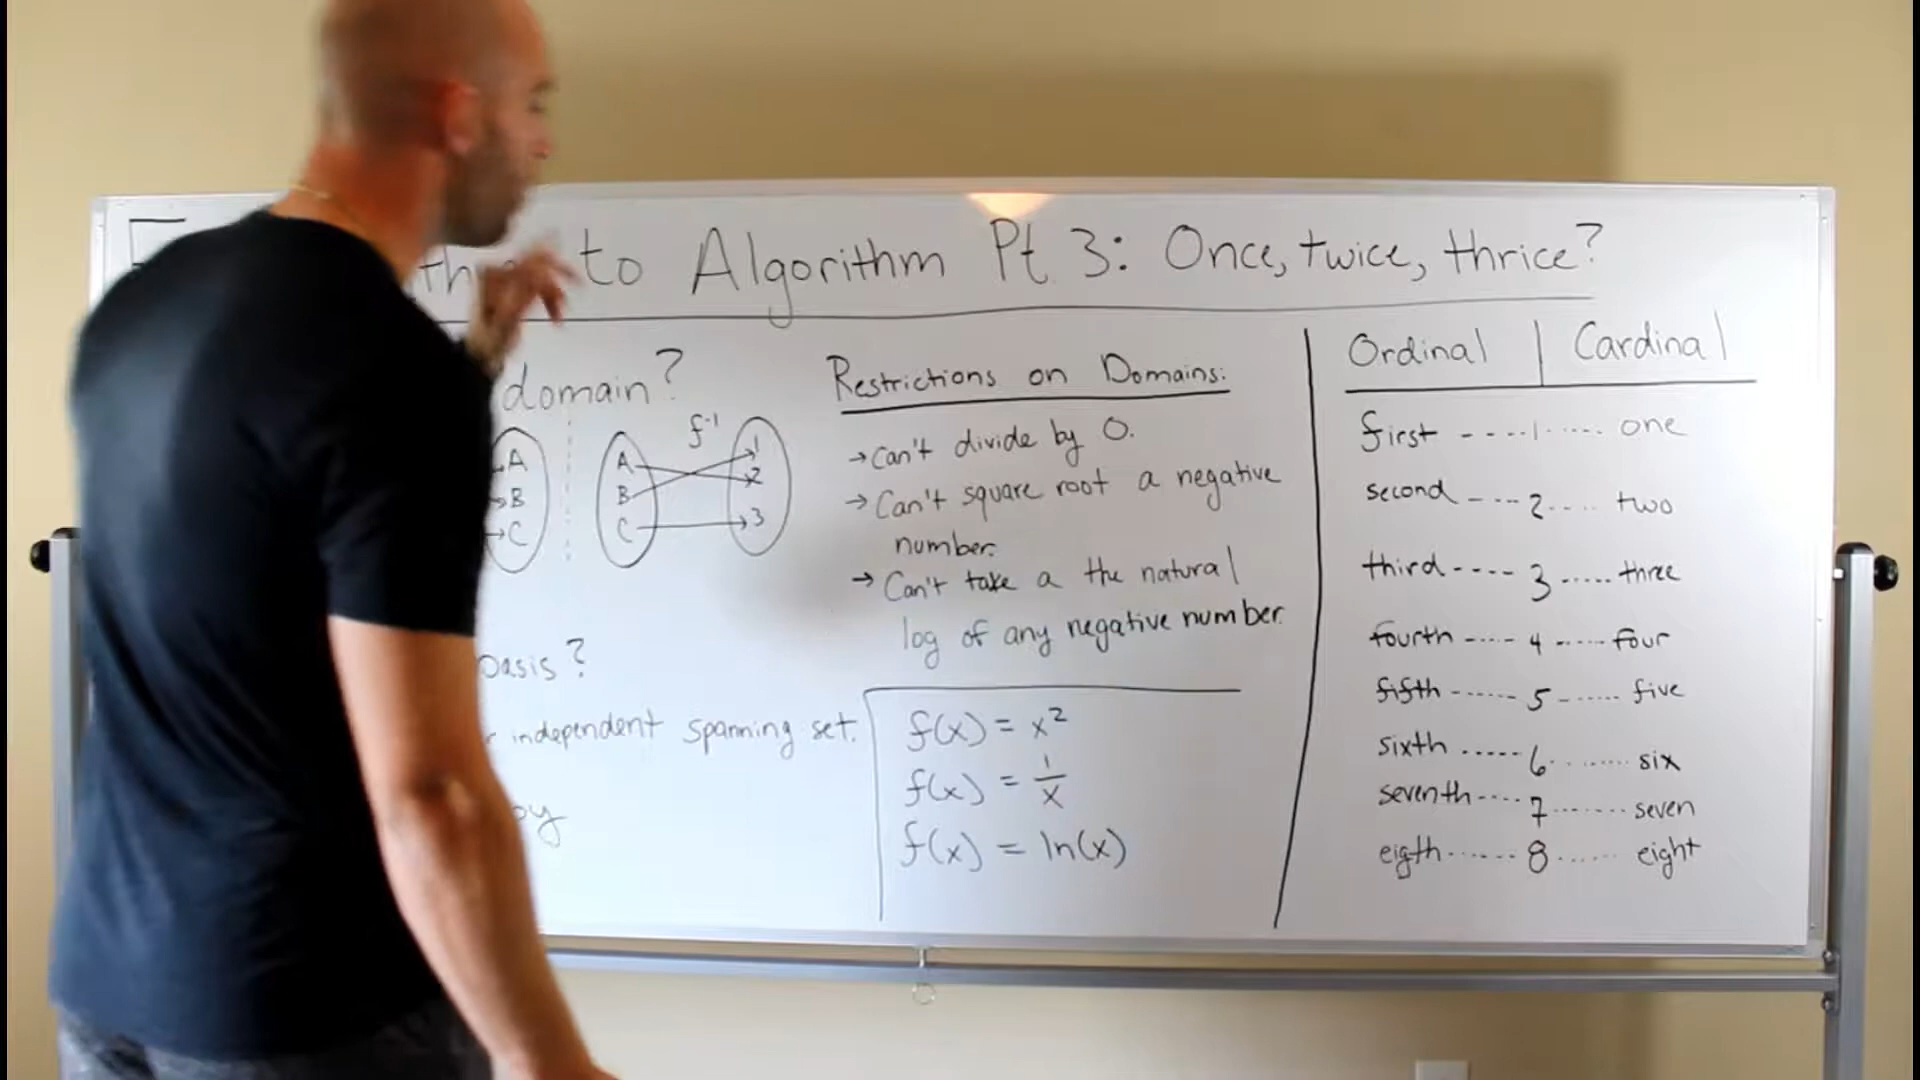 to Algorithm Pt 3: Once, twice, thrice?
domain?
f⁻¹
A
B
C
A
B
C
1
2
3
independent spanning set.
Restrictions on Domains:
→ Can't divide by 0.
→ Can't square root a negative
number.
→ Can't take a the natural
log of any negative number.
f(x) = x²
f(x) = 1/x
f(x) = ln(x)
Ordinal | Cardinal
first ----1----- one
second ----2.... two
third ---- 3 ..... three
fourth ----- 4 ----- four
fifth ------ 5 ------ five
sixth ----- 6 ------- six
seventh ---- 7 ------- seven
eigth ------ 8 ...... eight